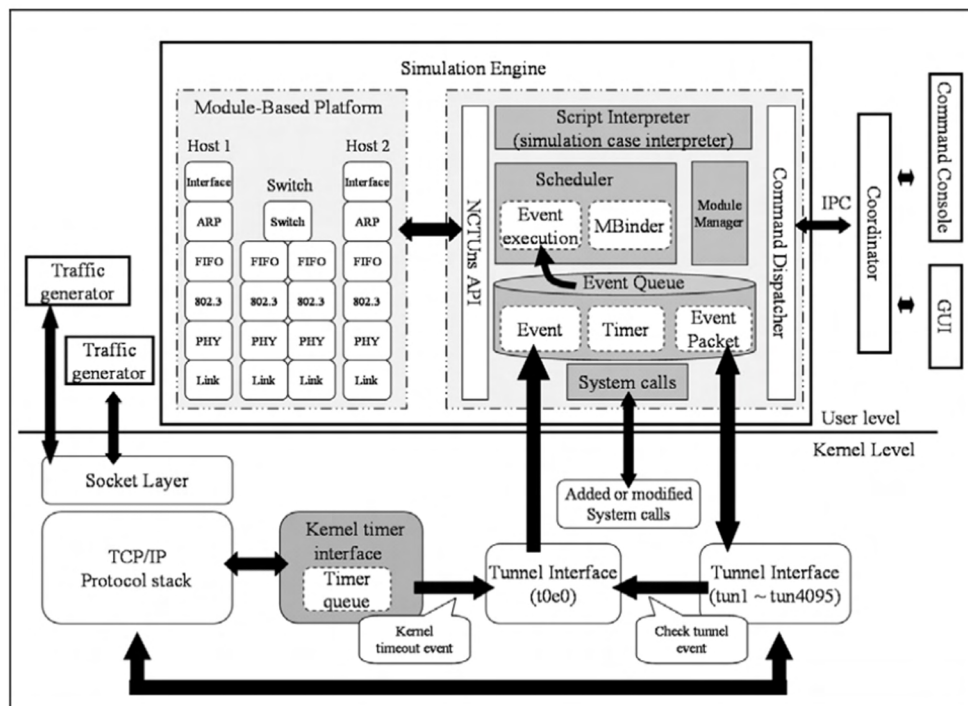 Simulation Engine
Module-Based Platform
Host 1
Host 2
Switch
Interface
ARP
FIFO
802.3
PHY
Link
Switch
FIFO
FIFO
802.3
802.3
PHY
PHY
Link
Link
Interface
ARP
FIFO
802.3
PHY
Link
NCTUns API
Script Interpreter
(simulation case interpreter)
Scheduler
Event
execution
MBinder
Module
Manager
Event Queue
Event
Timer
Event
Packet
System calls
Command Dispatcher
IPC
Coordinator
Command Console
GUI
Traffic
generator
Traffic
generator
User level
Kernel Level
Socket Layer
TCP/IP
Protocol stack
Kernel timer
interface
Timer
queue
Kernel
timeout event
Added or modified
System calls
Tunnel Interface
(t0e0)
Check tunnel
event
Tunnel Interface
(tun1 ~ tun4095)